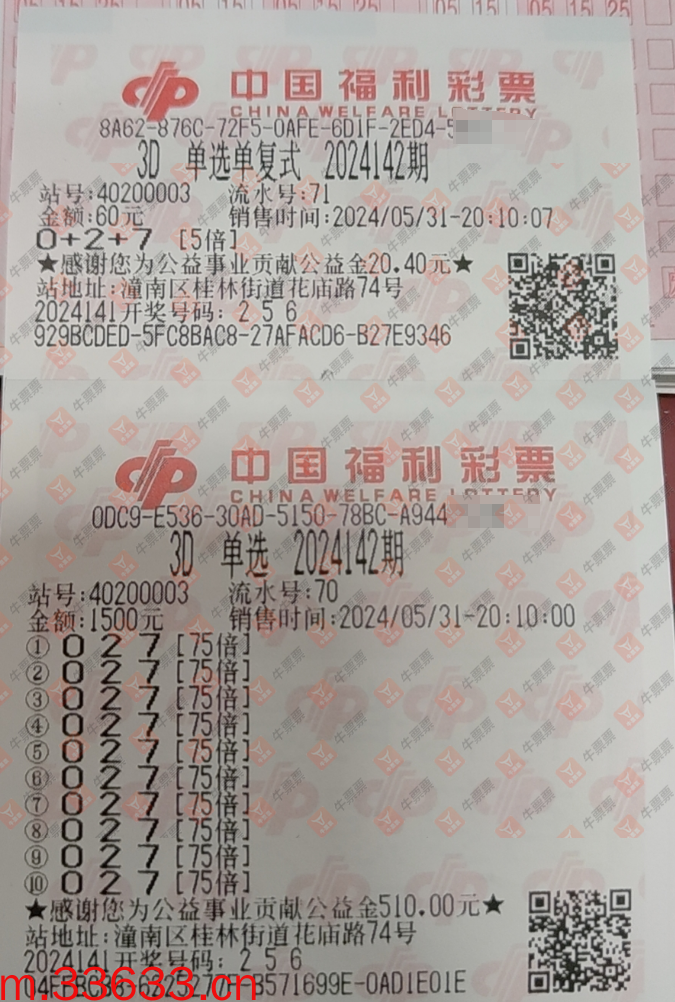 05 15 05 15 05 15 25
中国福利彩票
CHINA WELFARE LOTTERY
8A62-876C-72F5-0AFE-6D1F-2ED4-5
3D 单选单复式 2024142期
站号:40200003 流水号:71
金额:60元 销售时间:2024/05/31-20:10:07
0+2+7 [5倍]
★感谢您为公益事业贡献公益金20.40元★
站地址:潼南区桂林街道花庙路74号
2024141开奖号码: 2 5 6
929BCDED-5FC8BAC8-27AFACD6-B27E9346
中国福利彩票
CHINA WELFARE LOTTERY
0DC9-E536-30AD-5150-78BC-A944
3D 单选 2024142期
站号:40200003 流水号:70
金额:1500元 销售时间:2024/05/31-20:10:00
① 0 2 7 [75倍]
② 0 2 7 [75倍]
③ 0 2 7 [75倍]
④ 0 2 7 [75倍]
⑤ 0 2 7 [75倍]
⑥ 0 2 7 [75倍]
⑦ 0 2 7 [75倍]
⑧ 0 2 7 [75倍]
⑨ 0 2 7 [75倍]
⑩ 0 2 7 [75倍]
★感谢您为公益事业贡献公益金510.00元★
站地址:潼南区桂林街道花庙路74号
2024141开奖号码: 2 5 6
B571699E-0AD1E01E
m.33633.cn
牛票票